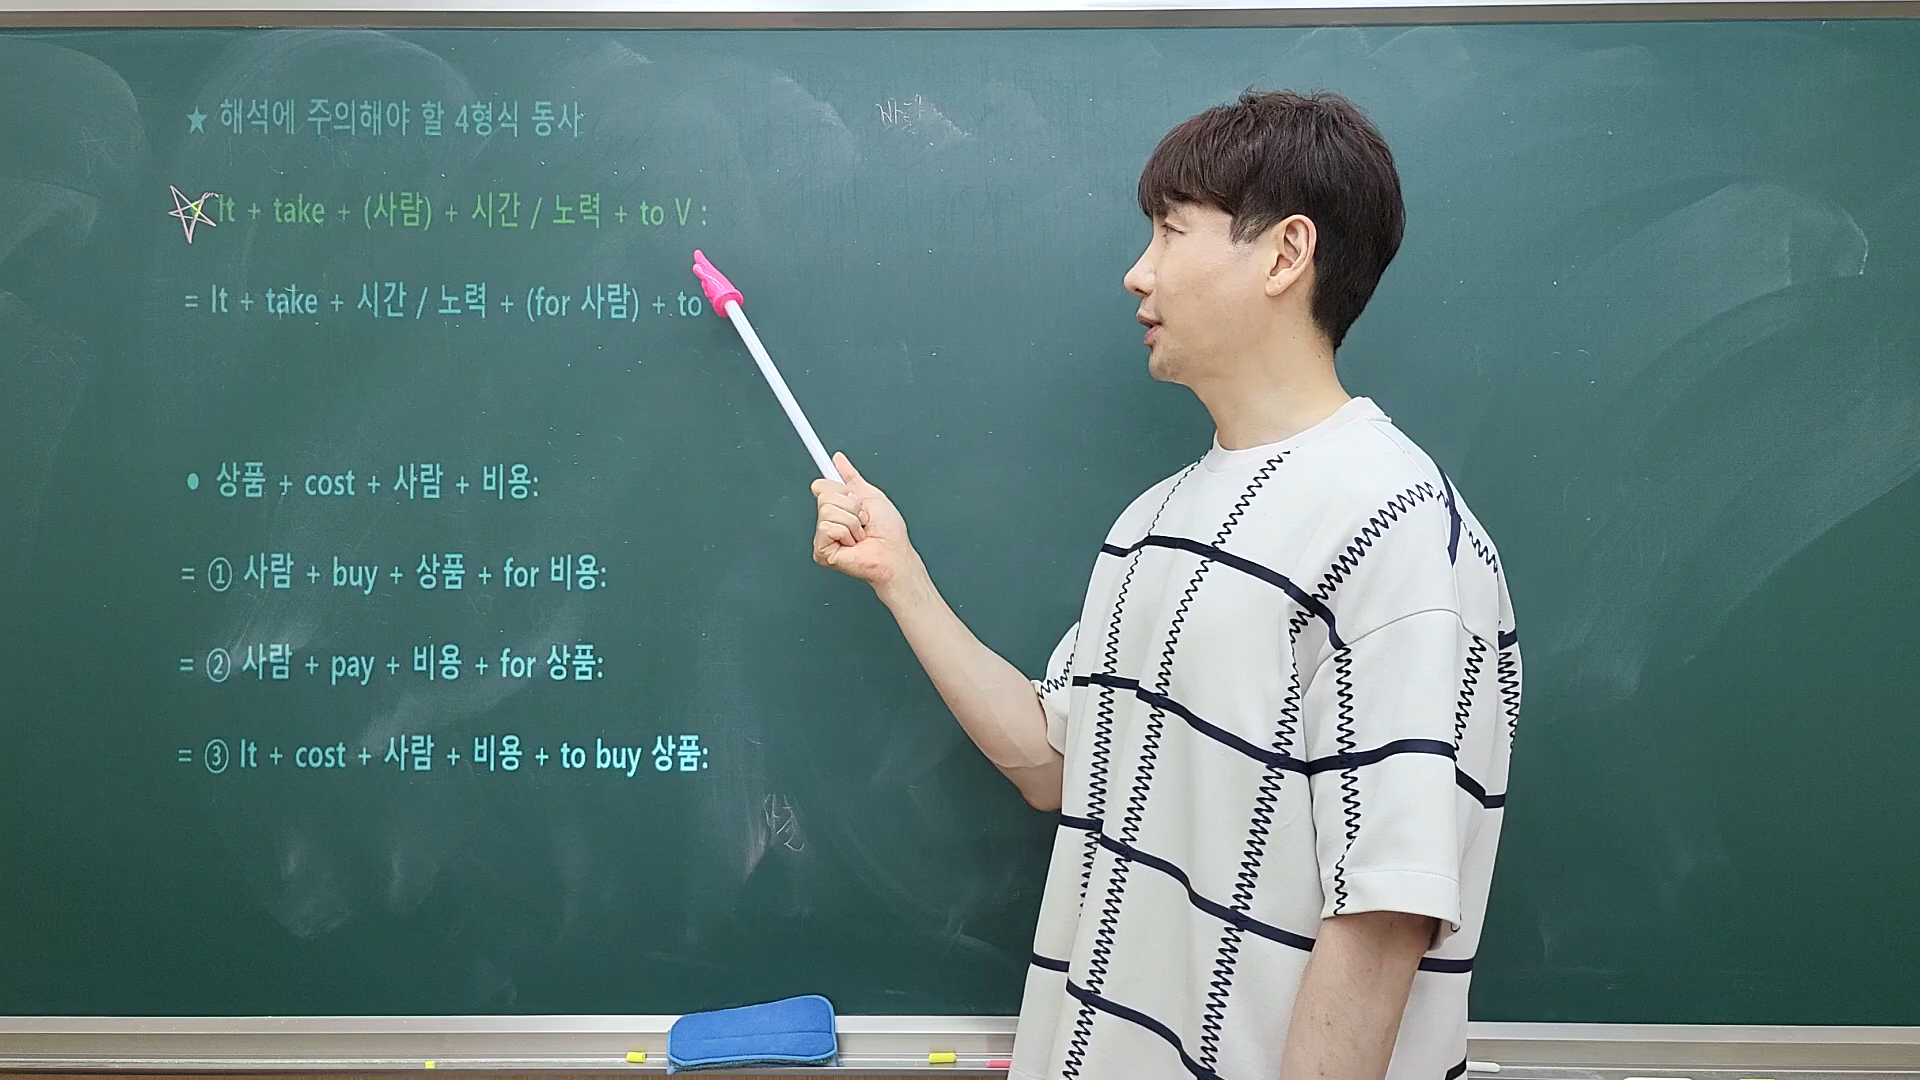 ★ 해석에 주의해야 할 4형식 동사
It + take + (사람) + 시간 / 노력 + to V :
= It + take + 시간 / 노력 + (for 사람) + to
• 상품 + cost + 사람 + 비용:
= ① 사람 + buy + 상품 + for 비용:
= ② 사람 + pay + 비용 + for 상품:
= ③ It + cost + 사람 + 비용 + to buy 상품: